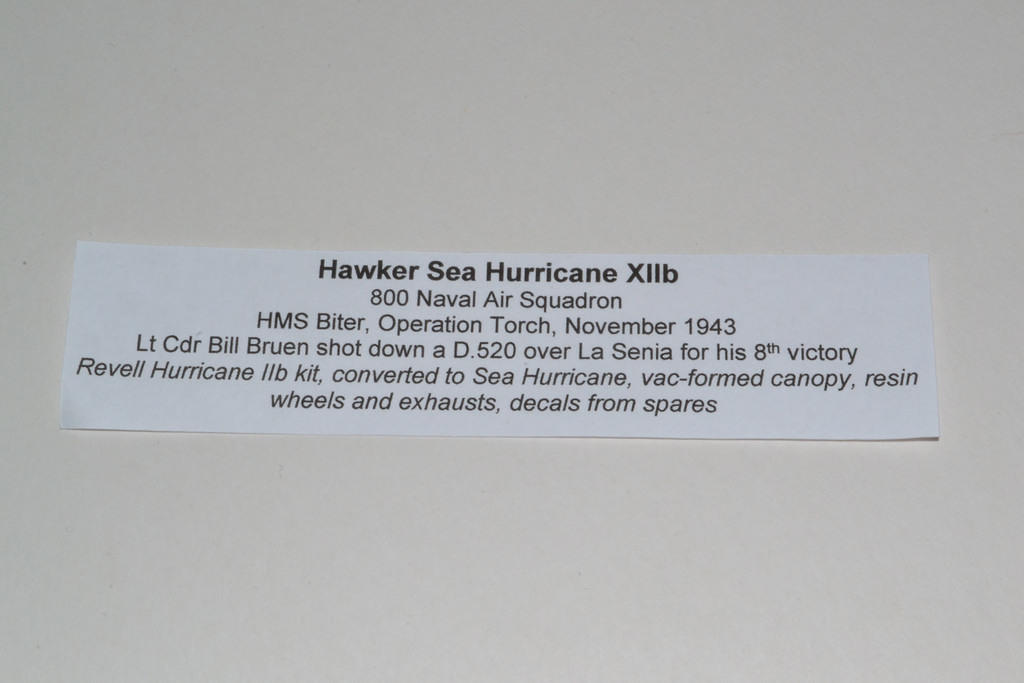 Hawker Sea Hurricane XIIb
800 Naval Air Squadron
HMS Biter, Operation Torch, November 1943
Lt Cdr Bill Bruen shot down a D.520 over La Senia for his 8th victory
Revell Hurricane IIb kit, converted to Sea Hurricane, vac-formed canopy, resin
wheels and exhausts, decals from spares